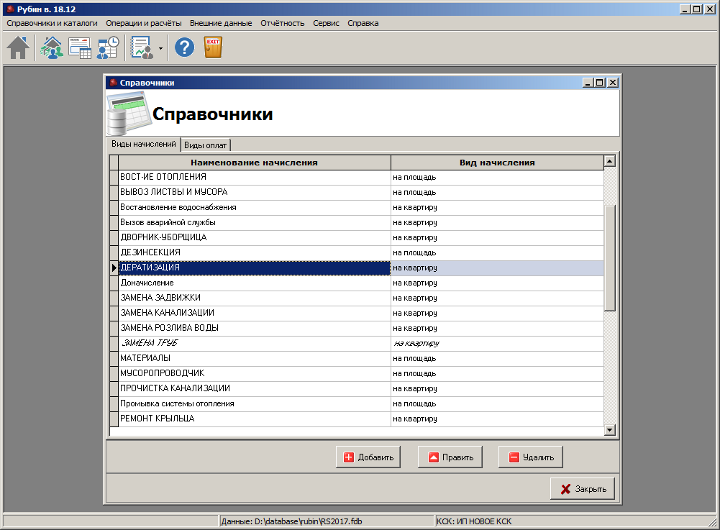 Рубин в. 18.12
Справочники и каталоги Операции и расчёты Внешние данные Отчётность Сервис Справка
EXIT
Справочники
Справочники
Виды начислений Виды оплат
Наименование начисления Вид начисления
ВОСТ-ИЕ ОТОПЛЕНИЯ на площадь
ВЫВОЗ ЛИСТВЫ И МУСОРА на площадь
Востановление водоснабжения на квартиру
Вызов аварийной службы на квартиру
ДВОРНИК-УБОРЩИЦА на квартиру
ДЕЗИНСЕКЦИЯ на площадь
ДЕРАТИЗАЦИЯ на квартиру
Доначисление на квартиру
ЗАМЕНА ЗАДВИЖКИ на квартиру
ЗАМЕНА КАНАЛИЗАЦИИ на квартиру
ЗАМЕНА РОЗЛИВА ВОДЫ на квартиру
ЗАМЕНА ТРУБ на квартиру
МАТЕРИАЛЫ на площадь
МУСОРОПРОВОДЧИК на площадь
ПРОЧИСТКА КАНАЛИЗАЦИИ на квартиру
Промывка системы отопления на площадь
РЕМОНТ КРЫЛЬЦА на квартиру
Добавить Править Удалить
Закрыть
Данные: D:\database\rubin\RS2017.fdb КСК: ИП НОВОЕ КСК